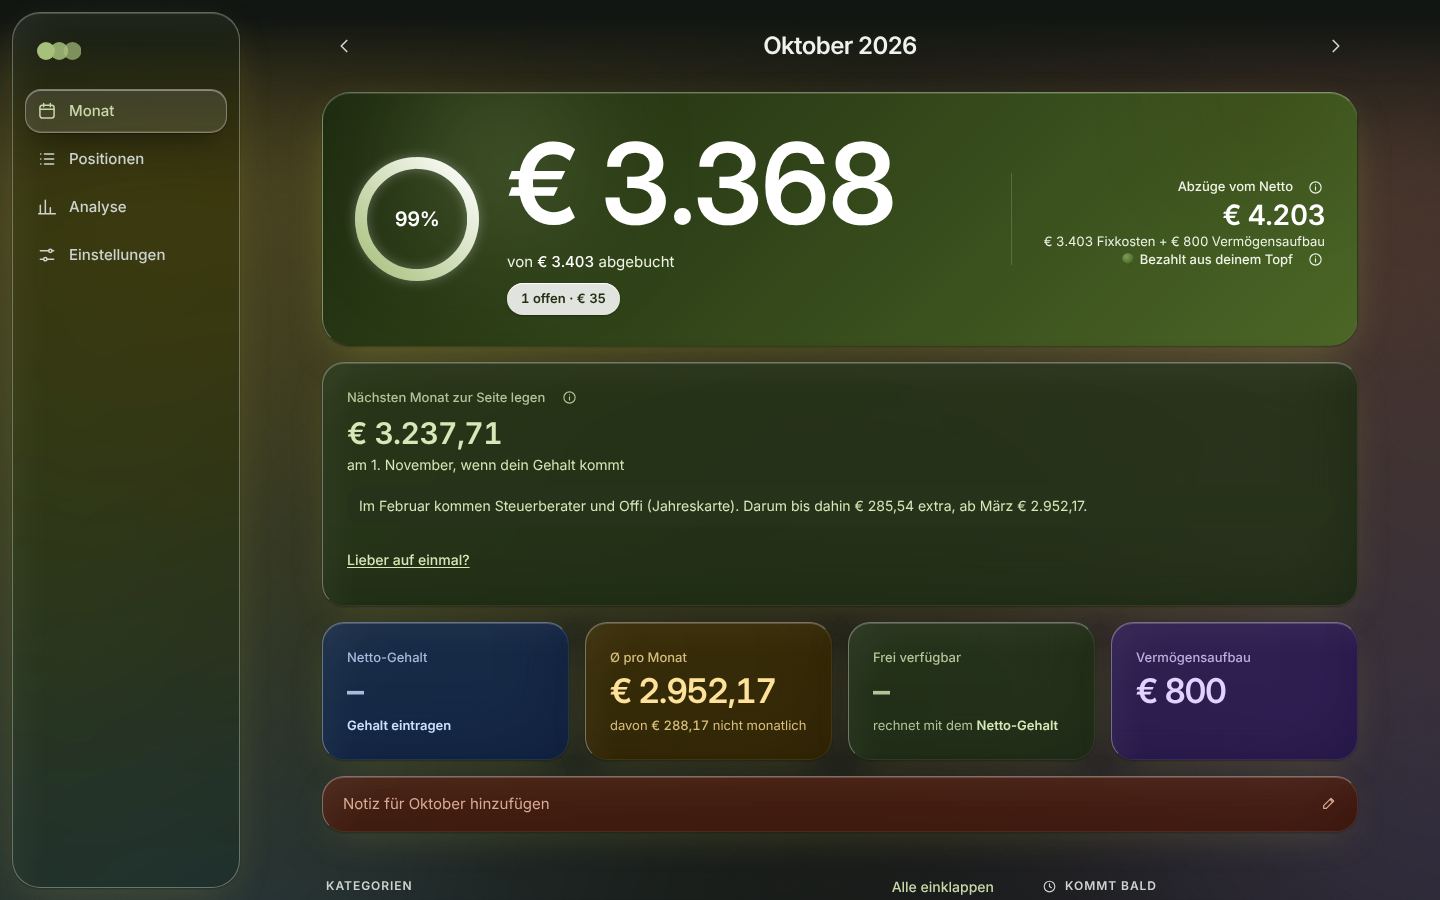 Oktober 2026
Monat
Positionen
Analyse
Einstellungen
99%
€ 3.368
von € 3.403 abgebucht
1 offen · € 35
Abzüge vom Netto
€ 4.203
€ 3.403 Fixkosten + € 800 Vermögensaufbau
Bezahlt aus deinem Topf
Nächsten Monat zur Seite legen
€ 3.237,71
am 1. November, wenn dein Gehalt kommt
Im Februar kommen Steuerberater und Offi (Jahreskarte). Darum bis dahin € 285,54 extra, ab März € 2.952,17.
Lieber auf einmal?
Netto-Gehalt
–
Gehalt eintragen
Ø pro Monat
€ 2.952,17
davon € 288,17 nicht monatlich
Frei verfügbar
–
rechnet mit dem Netto-Gehalt
Vermögensaufbau
€ 800
Notiz für Oktober hinzufügen
KATEGORIEN
Alle einklappen
KOMMT BALD